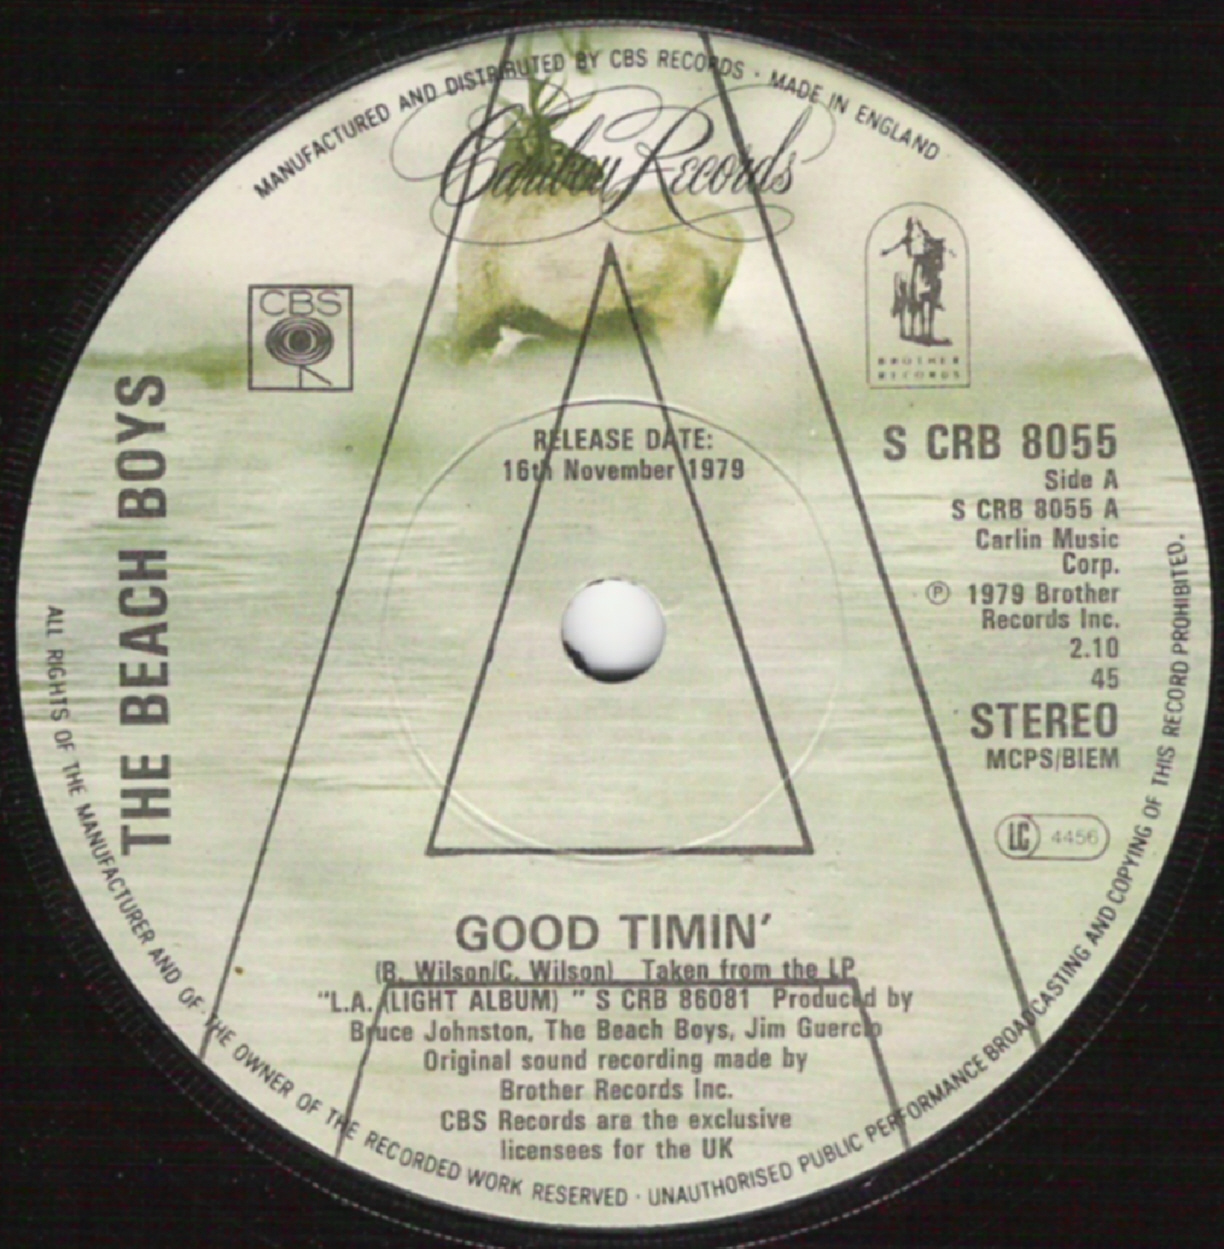 MANUFACTURED AND DISTRIBUTED BY CBS RECORDS · MADE IN ENGLAND
Caribou Records
CBS
BROTHER
RECORDS
THE BEACH BOYS
RELEASE DATE:
16th November 1979
S CRB 8055
Side A
S CRB 8055 A
Carlin Music
Corp.
℗ 1979 Brother
Records Inc.
2.10
45
STEREO
MCPS/BIEM
LC 4456
A
GOOD TIMIN'
(B. Wilson/C. Wilson) Taken from the LP
"L.A. (LIGHT ALBUM) " S CRB 86081 Produced by
Bruce Johnston, The Beach Boys, Jim Guercio
Original sound recording made by
Brother Records Inc.
CBS Records are the exclusive
licensees for the UK
ALL RIGHTS OF THE MANUFACTURER AND OF THE OWNER OF THE RECORDED WORK RESERVED · UNAUTHORISED PUBLIC PERFORMANCE BROADCASTING AND COPYING OF THIS RECORD PROHIBITED.